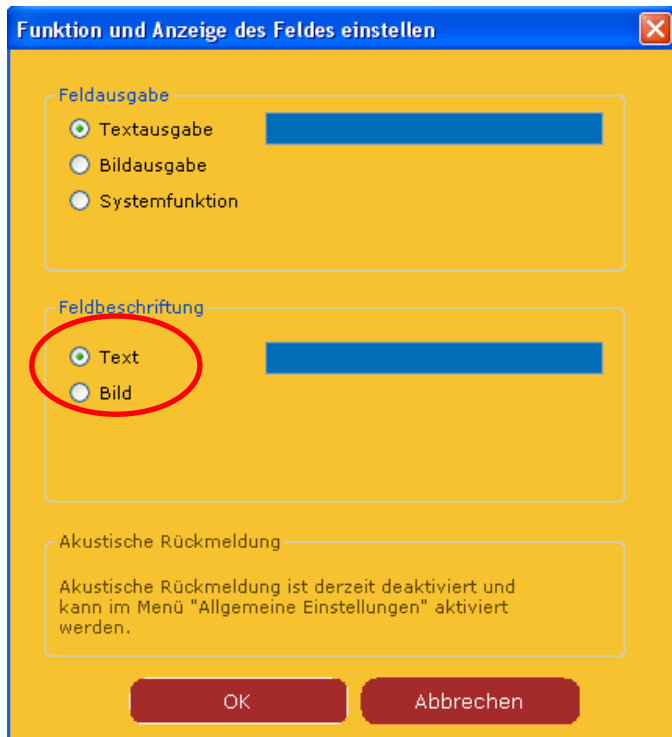 Funktion und Anzeige des Feldes einstellen
Feldausgabe
Textausgabe
Bildausgabe
Systemfunktion
Feldbeschriftung
Text
Bild
Akustische Rückmeldung
Akustische Rückmeldung ist derzeit deaktiviert und
kann im Menü "Allgemeine Einstellungen" aktiviert
werden.
OK
Abbrechen